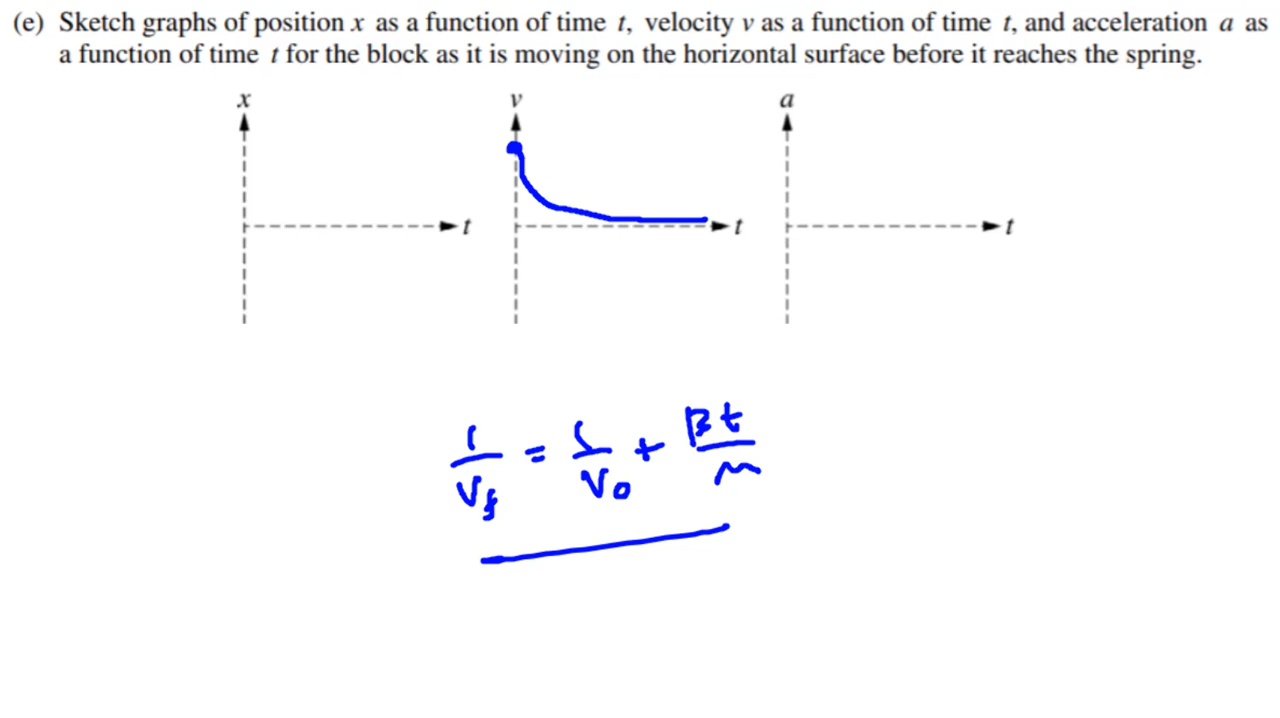 (e) Sketch graphs of position x as a function of time t, velocity v as a function of time t, and acceleration a as
a function of time t for the block as it is moving on the horizontal surface before it reaches the spring.
x v a
t t t
1/v_f = 1/v_0 + βt/m